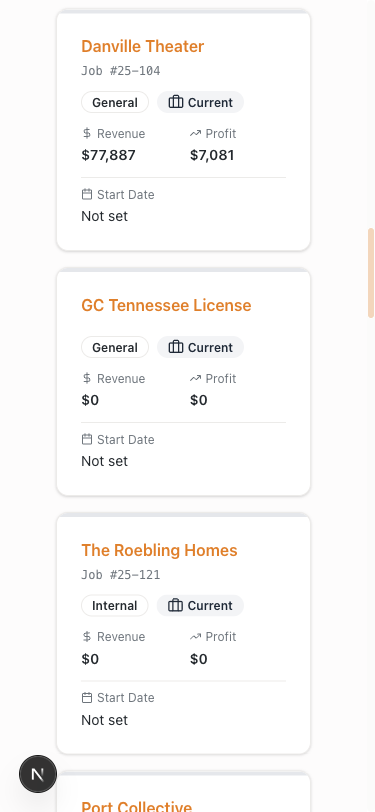 Danville Theater
Job #25-104
General Current
Revenue Profit
$77,887 $7,081
Start Date
Not set
GC Tennessee License
General Current
Revenue Profit
$0 $0
Start Date
Not set
The Roebling Homes
Job #25-121
Internal Current
Revenue Profit
$0 $0
Start Date
Not set
N
Port Collective